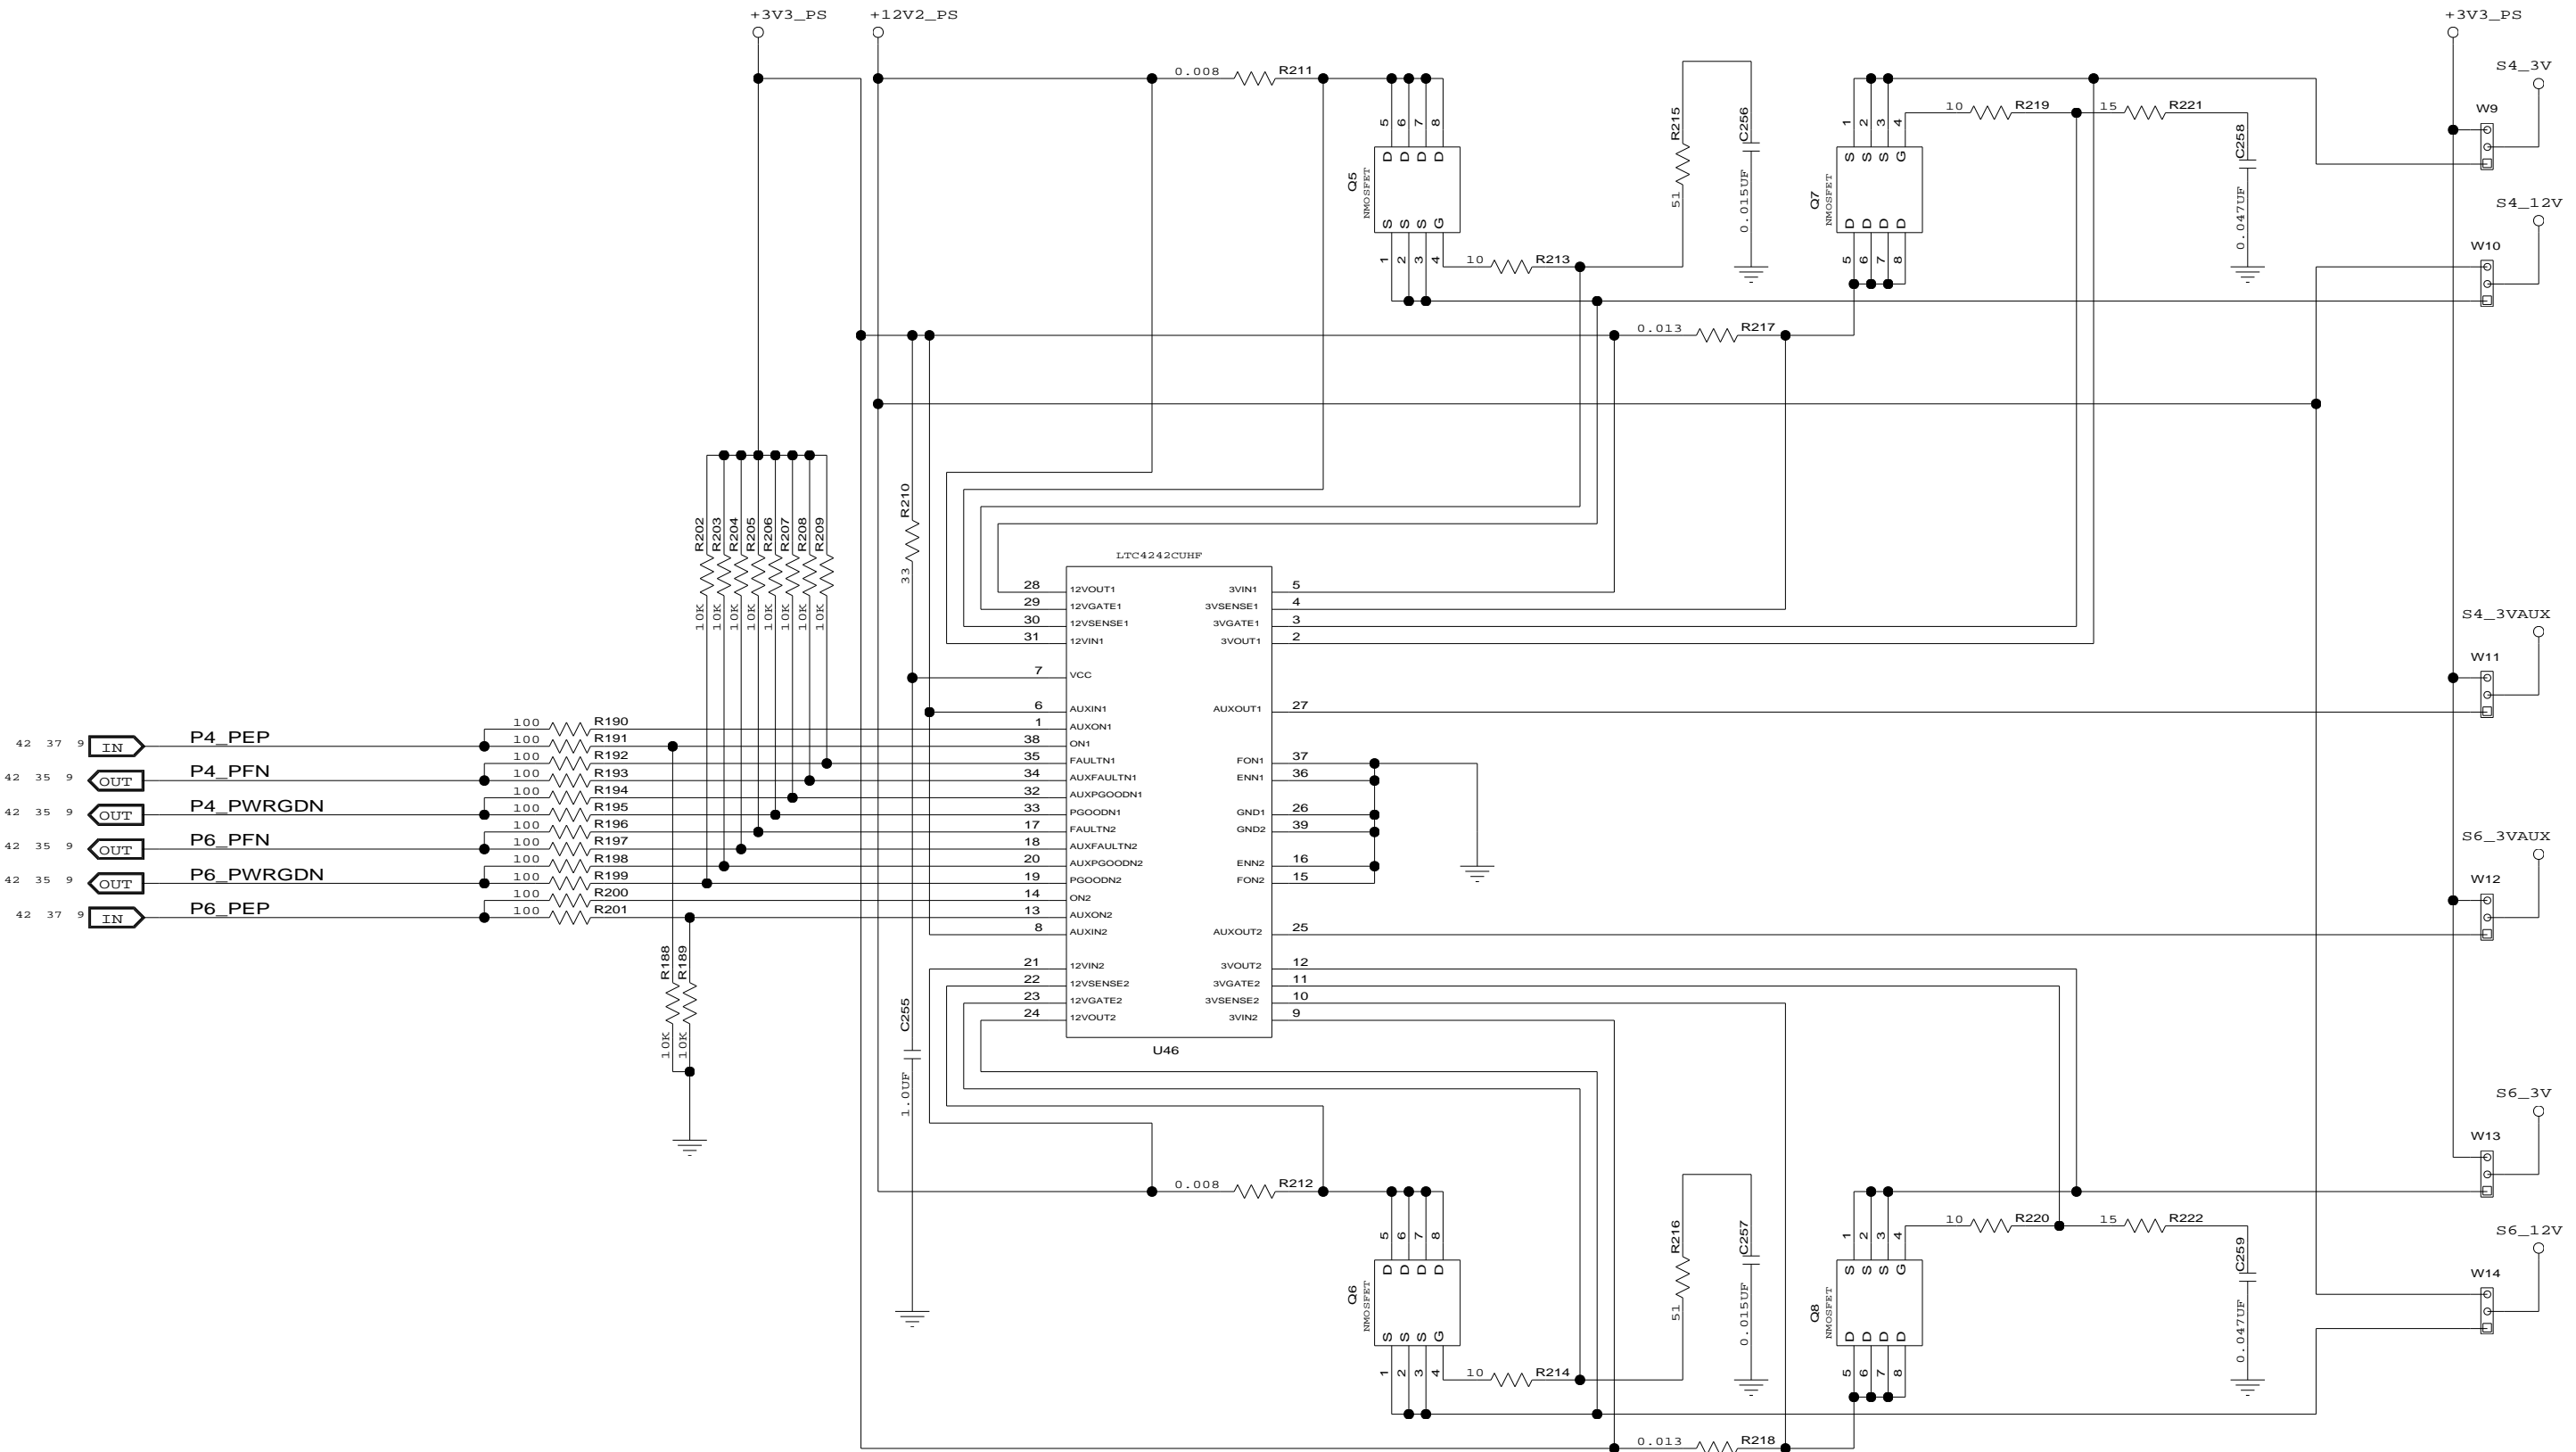 +3V3_PS
+12V2_PS
+3V3_PS
S4_3V
0.008 R211
R215
51
C256
0.015UF
10 R219
15 R221
C258
0.047UF
W9
5 6 7 8
D D D D
Q5
NMOSFET
S S S G
1 2 3 4
1 2 3 4
S S S G
Q7
NMOSFET
D D D D
5 6 7 8
S4_12V
W10
10 R213
0.013 R217
R202
R203
R204
R205
R206
R207
R208
R209
10K
10K
10K
10K
10K
10K
10K
10K
R210
33
LTC4242CUHF
28 12VOUT1 3VIN1 5
29 12VGATE1 3VSENSE1 4
30 12VSENSE1 3VGATE1 3
31 12VIN1 3VOUT1 2
7 VCC
6 AUXIN1 AUXOUT1 27
1 AUXON1
38 ON1
35 FAULTN1 FON1 37
34 AUXFAULTN1 ENN1 36
32 AUXPGOODN1
33 PGOODN1 GND1 26
17 FAULTN2 GND2 39
18 AUXFAULTN2
20 AUXPGOODN2 ENN2 16
19 PGOODN2 FON2 15
14 ON2
13 AUXON2
8 AUXIN2 AUXOUT2 25
21 12VIN2 3VOUT2 12
22 12VSENSE2 3VGATE2 11
23 12VGATE2 3VSENSE2 10
24 12VOUT2 3VIN2 9
U46
S4_3VAUX
W11
S6_3VAUX
W12
42 37 9 IN P4_PEP
42 35 9 OUT P4_PFN
42 35 9 OUT P4_PWRGDN
42 35 9 OUT P6_PFN
42 35 9 OUT P6_PWRGDN
42 37 9 IN P6_PEP
100 R190
100 R191
100 R192
100 R193
100 R194
100 R195
100 R196
100 R197
100 R198
100 R199
100 R200
100 R201
R188
R189
10K
10K
C255
1.0UF
S6_3V
W13
0.008 R212
R216
51
C257
0.015UF
10 R220
15 R222
C259
0.047UF
5 6 7 8
D D D D
Q6
NMOSFET
S S S G
1 2 3 4
1 2 3 4
S S S G
Q8
NMOSFET
D D D D
5 6 7 8
S6_12V
W14
10 R214
0.013 R218